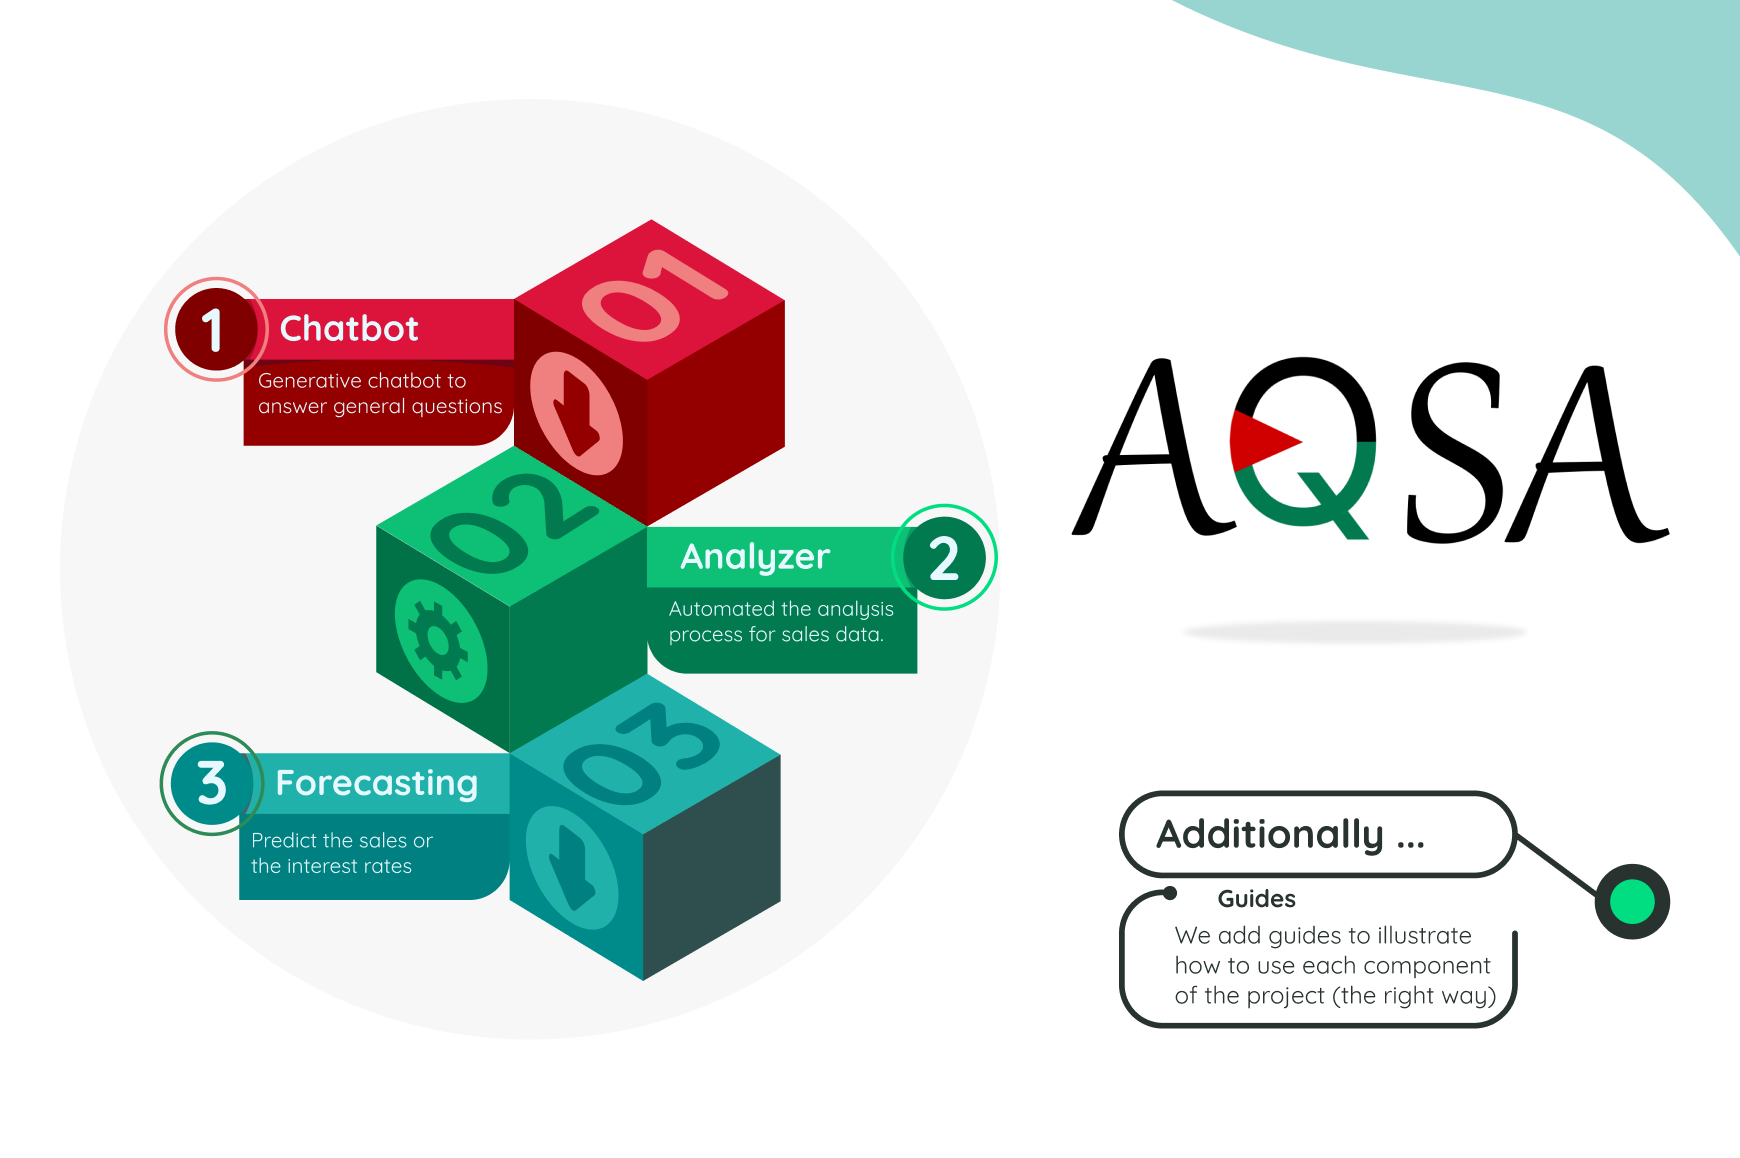 01
1
Chatbot
Generative chatbot to
answer general questions
02
Analyzer
2
Automated the analysis
process for sales data.
03
3
Forecasting
Predict the sales or
the interest rates
AQSA
Additionally ...
Guides
We add guides to illustrate
how to use each component
of the project (the right way)